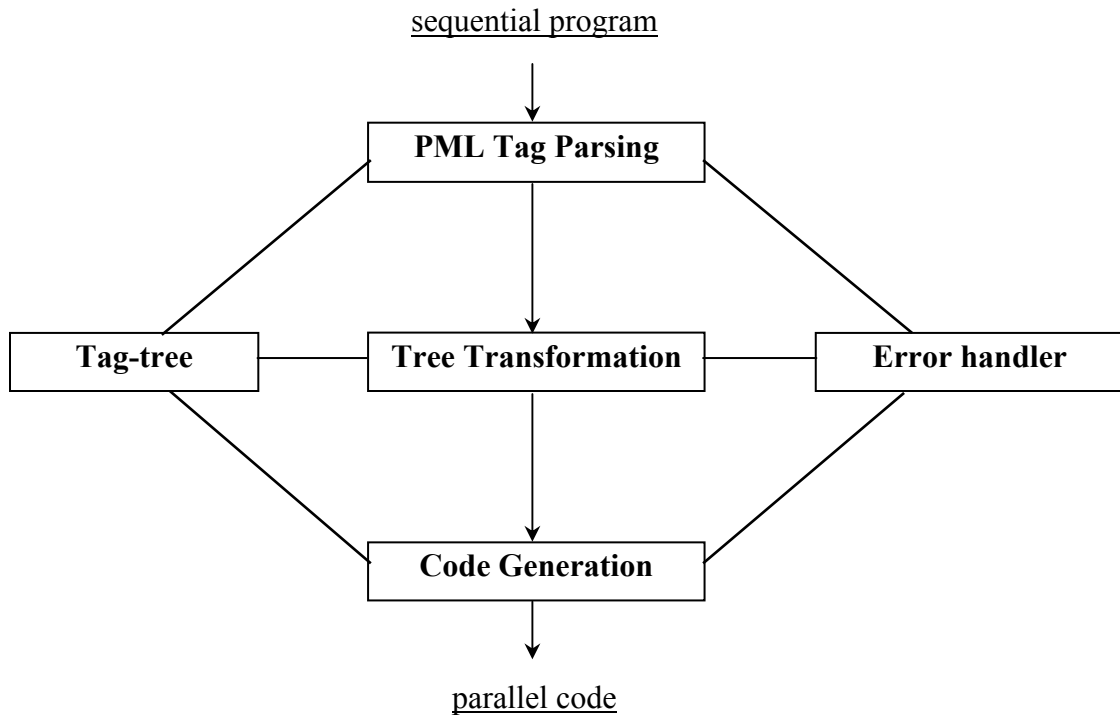 sequential program
PML Tag Parsing
Tag-tree
Tree Transformation
Error handler
Code Generation
parallel code